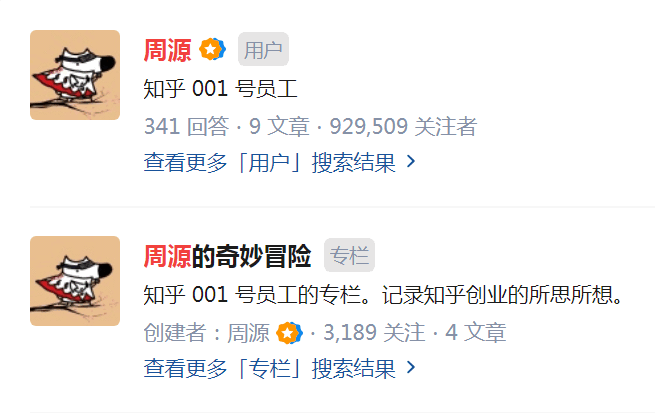 周源 用户
知乎 001 号员工
341 回答 · 9 文章 · 929,509 关注者
查看更多「用户」搜索结果 >
周源的奇妙冒险 专栏
知乎 001 号员工的专栏。记录知乎创业的所思所想。
创建者：周源 · 3,189 关注 · 4 文章
查看更多「专栏」搜索结果 >